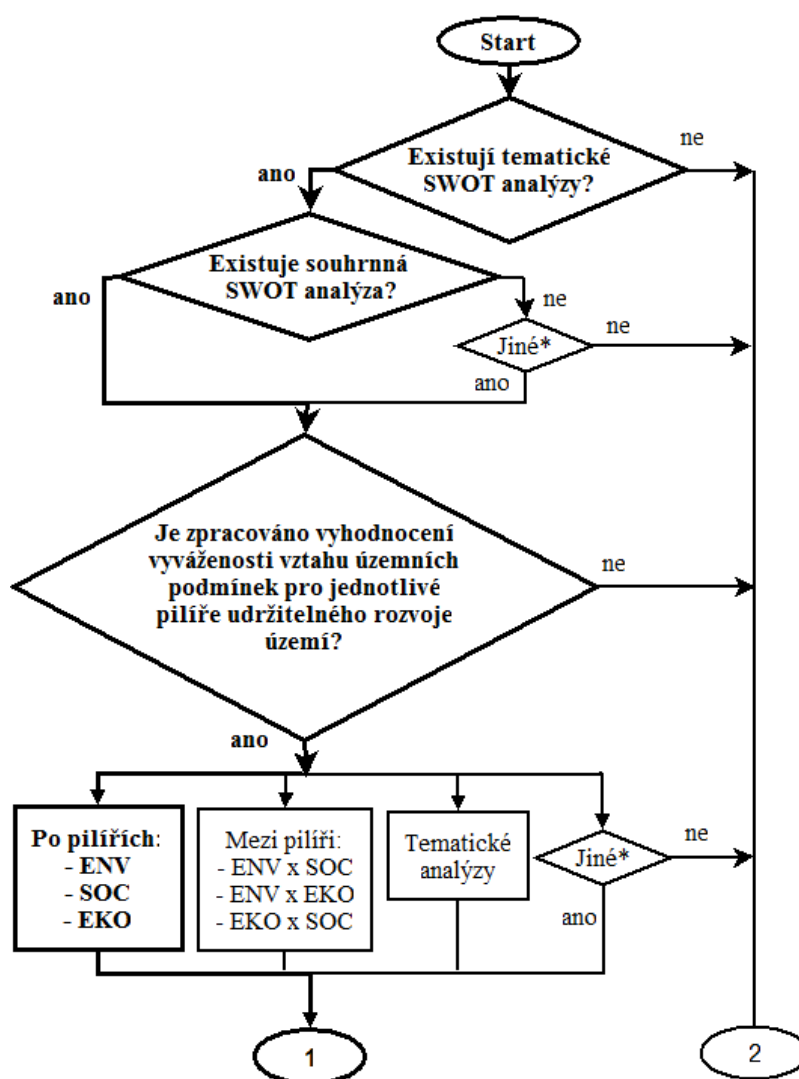 Start
Existují tematické
SWOT analýzy?
ne
ano
Existuje souhrnná
SWOT analýza?
ano
ne
Jiné*
ne
ano
Je zpracováno vyhodnocení
vyváženosti vztahu územních
podmínek pro jednotlivé
pilíře udržitelného rozvoje
území?
ne
ano
Po pilířích:
- ENV
- SOC
- EKO
Mezi pilíři:
- ENV x SOC
- ENV x EKO
- EKO x SOC
Tematické
analýzy
Jiné*
ne
ano
1
2